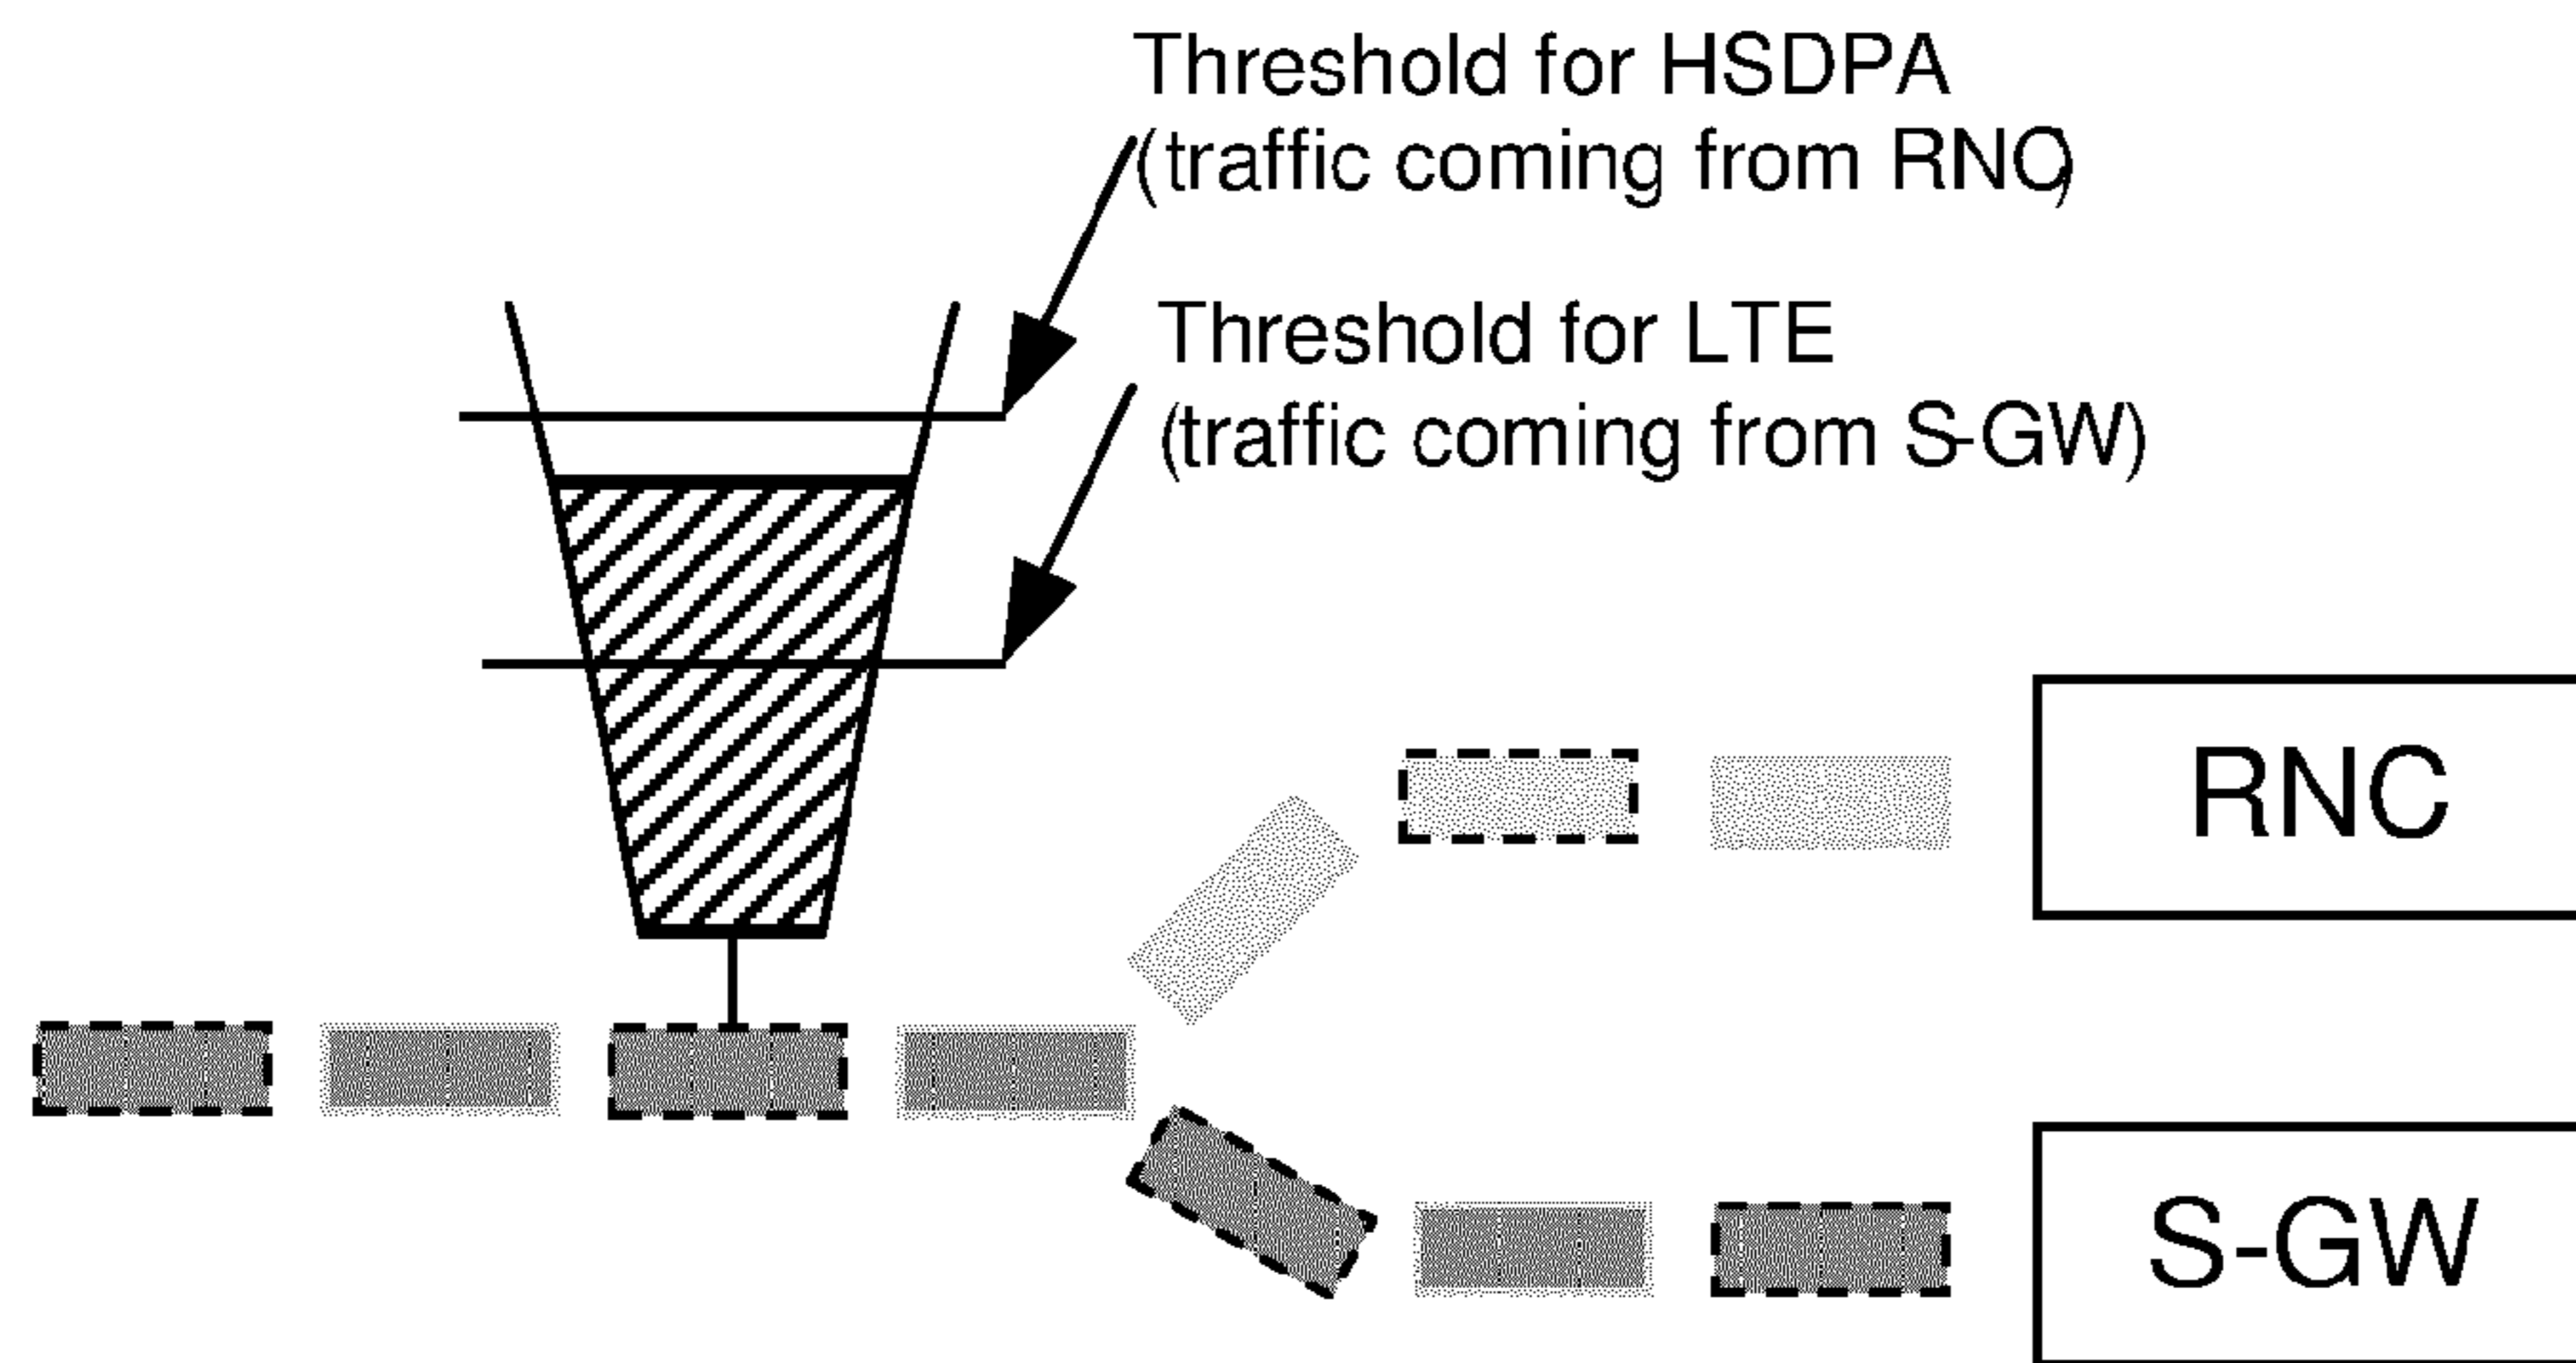 Threshold for HSDPA
(traffic coming from RNC)
Threshold for LTE
(traffic coming from S-GW)
RNC
S-GW